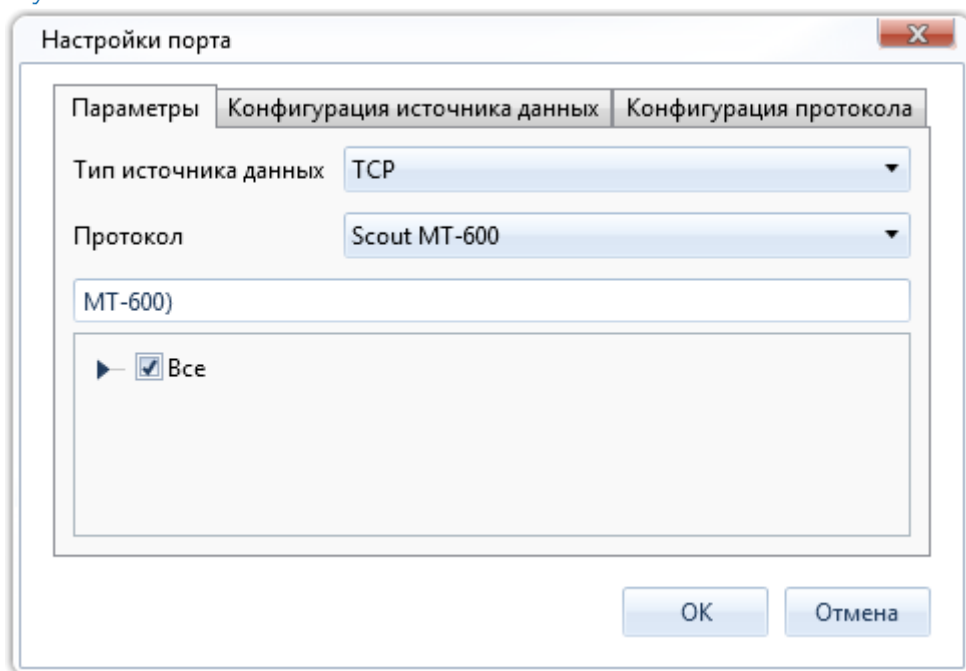 Настройки порта
Параметры Конфигурация источника данных Конфигурация протокола
Тип источника данных TCP
Протокол Scout MT-600
MT-600)
Все
OK Отмена